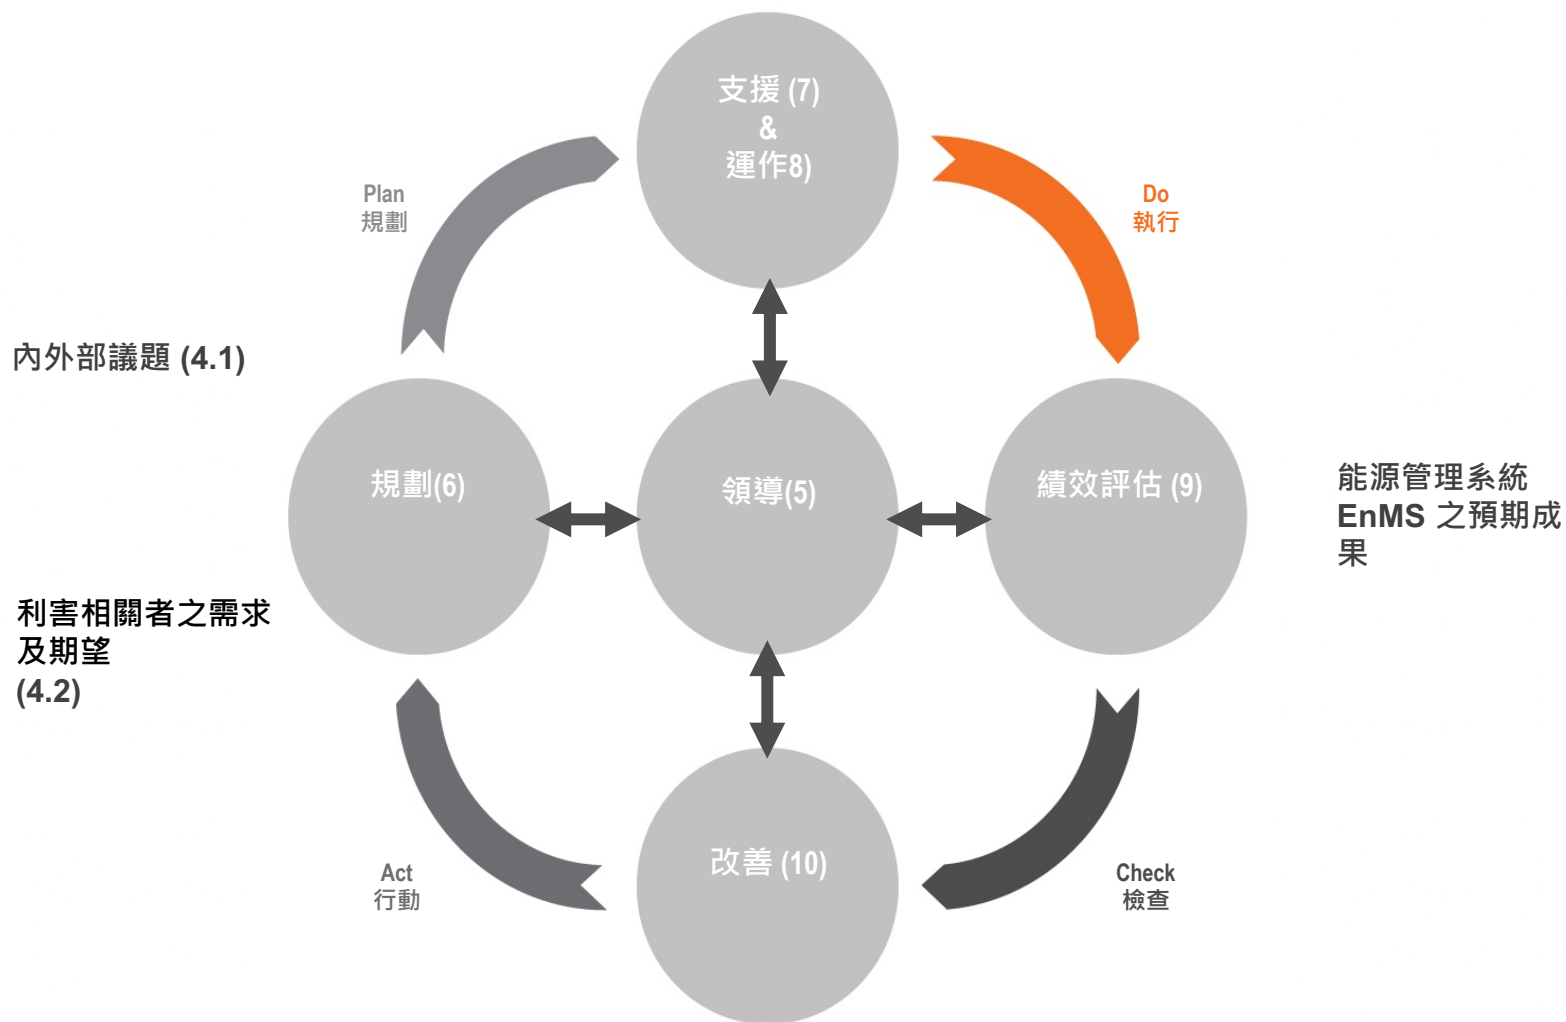 支援 (7)
&
運作8)
Plan
規劃
Do
執行
內外部議題 (4.1)
規劃(6)
領導(5)
績效評估 (9)
能源管理系統
EnMS 之預期成
果
利害相關者之需求
及期望
(4.2)
改善 (10)
Act
行動
Check
檢查